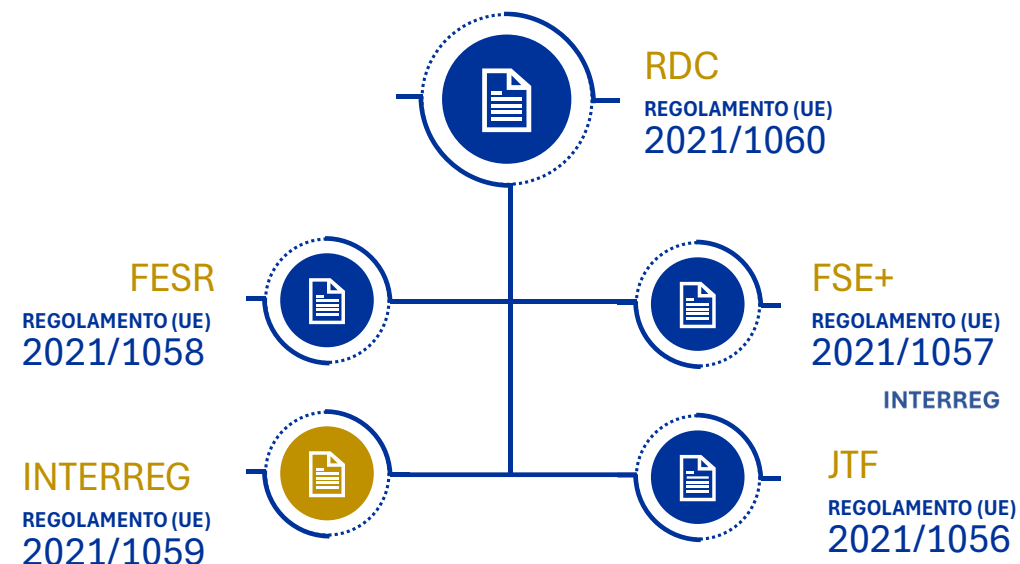 RDC
REGOLAMENTO (UE)
2021/1060
FESR
REGOLAMENTO (UE)
2021/1058
FSE+
REGOLAMENTO (UE)
2021/1057
INTERREG
INTERREG
REGOLAMENTO (UE)
2021/1059
JTF
REGOLAMENTO (UE)
2021/1056